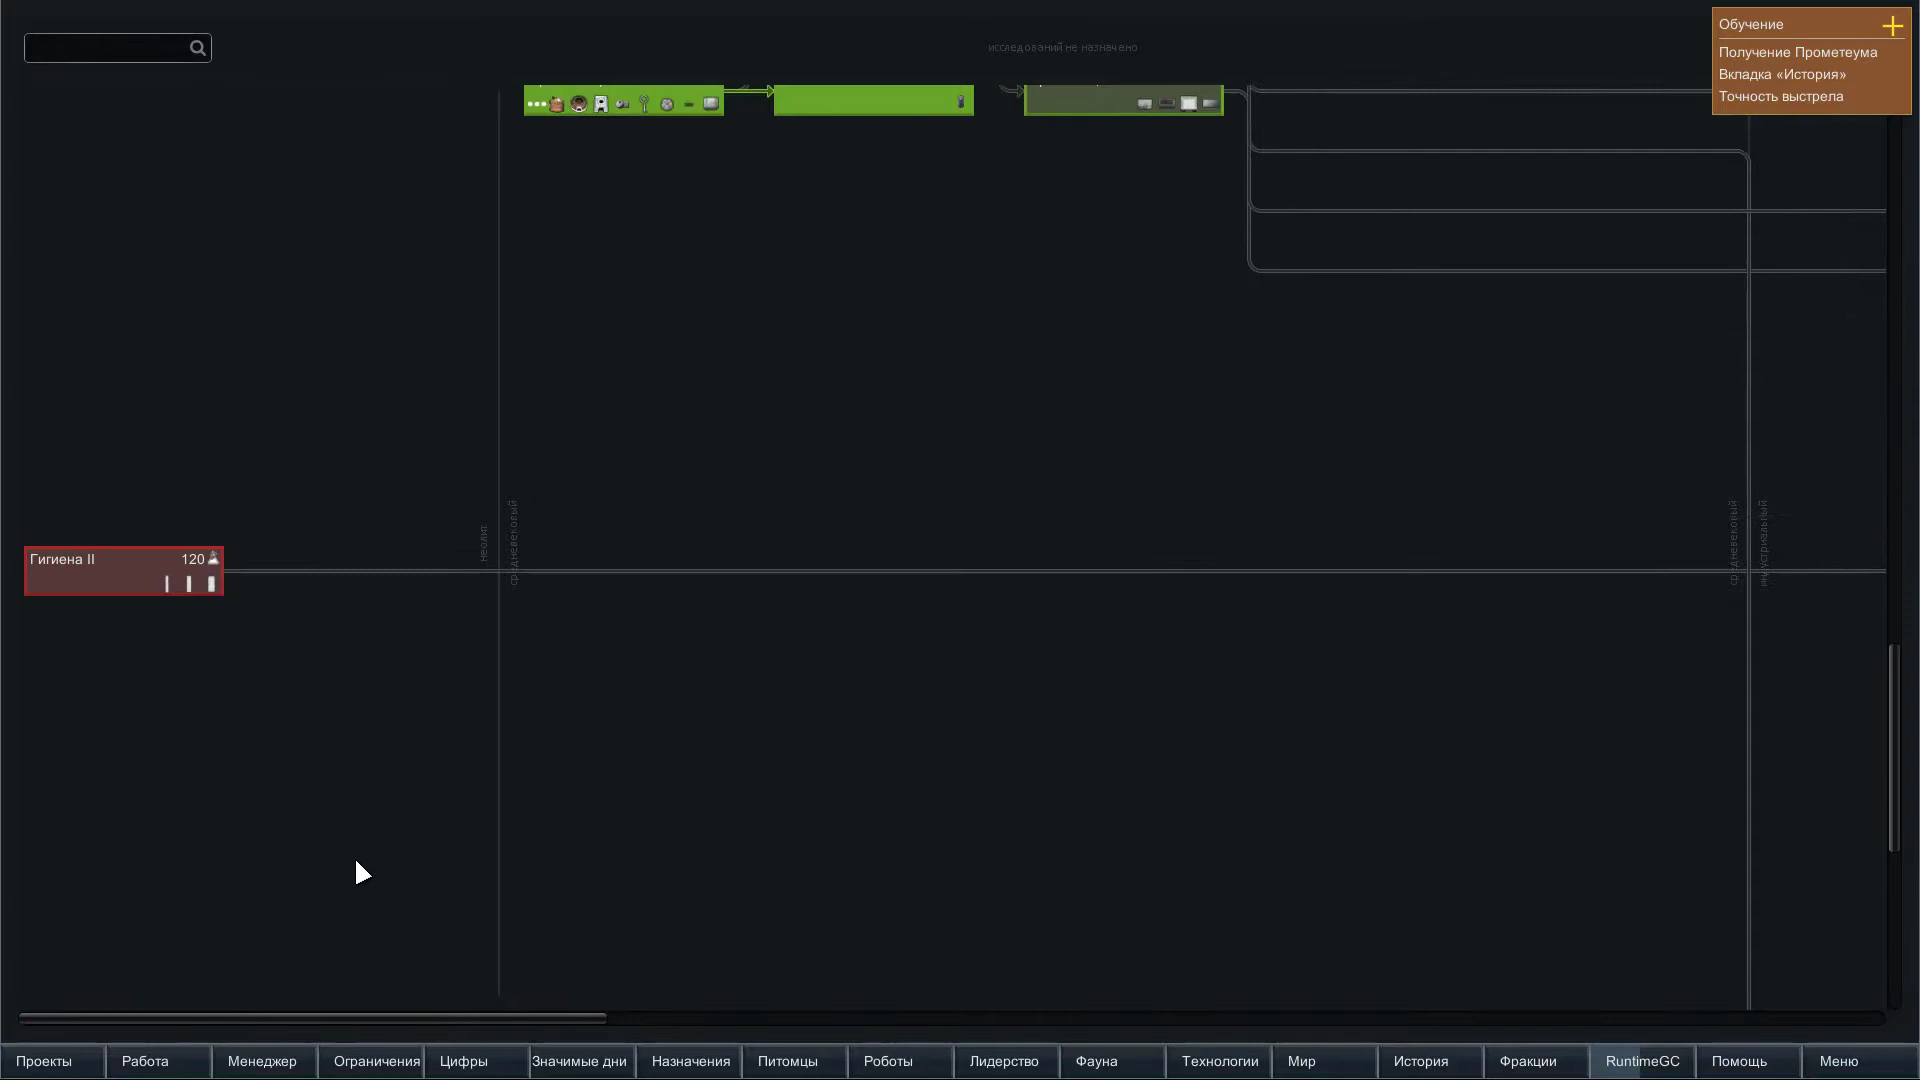 исследований не назначено
Обучение
Получение Прометеума
Вкладка «История»
Точность выстрела
неолит
средневековый
средневековый
индустриальный
Гигиена II 120
Проекты Работа Менеджер Ограничения Цифры Значимые дни Назначения Питомцы Роботы Лидерство Фауна Технологии Мир История Фракции RuntimeGC Помощь Меню